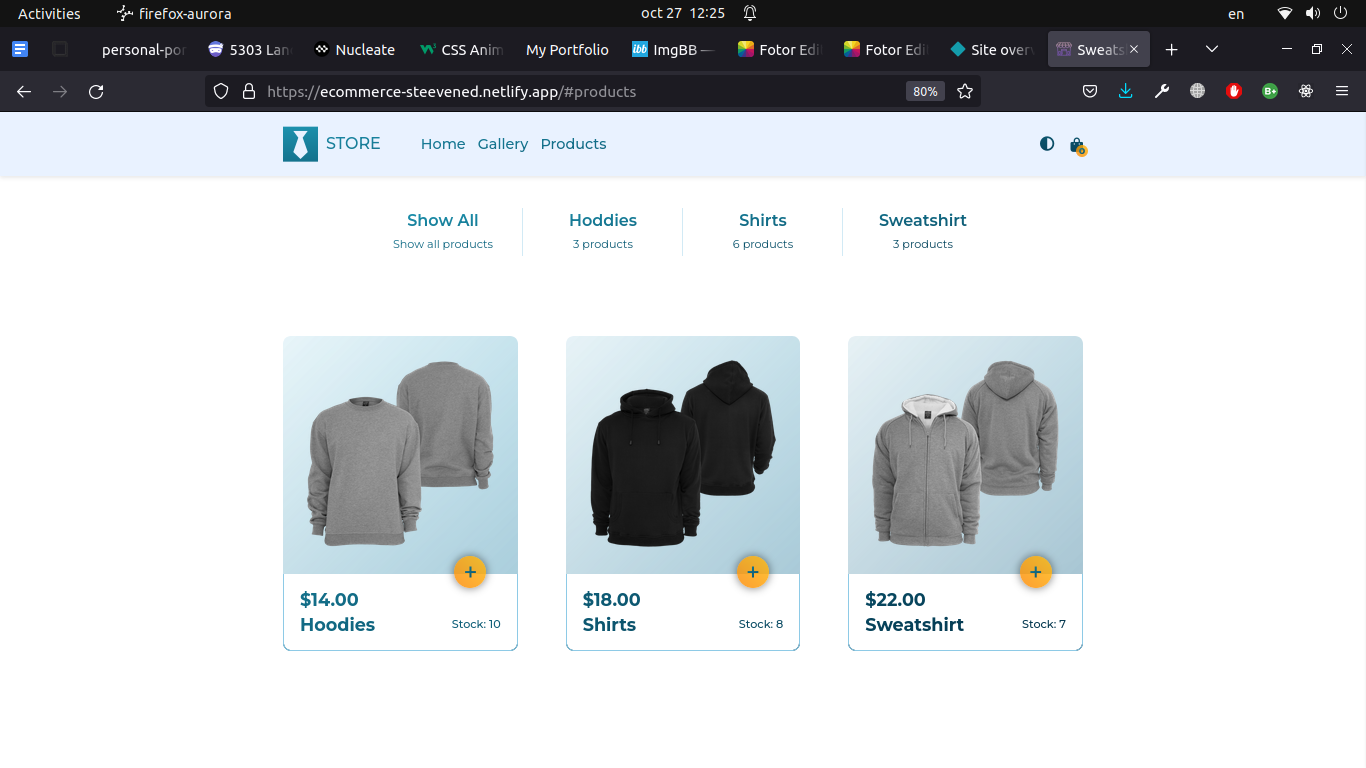 Activities firefox-aurora oct 27 12:25 en
personal-por 5303 Lan Nucleate CSS Anim My Portfolio ibb ImgBB — Fotor Edi Fotor Edi Site over Sweats
https://ecommerce-steevened.netlify.app/#products 80% B+
STORE Home Gallery Products 0
Show All Hoddies Shirts Sweatshirt
Show all products 3 products 6 products 3 products
$14.00 $18.00 $22.00
Hoodies Stock: 10 Shirts Stock: 8 Sweatshirt Stock: 7